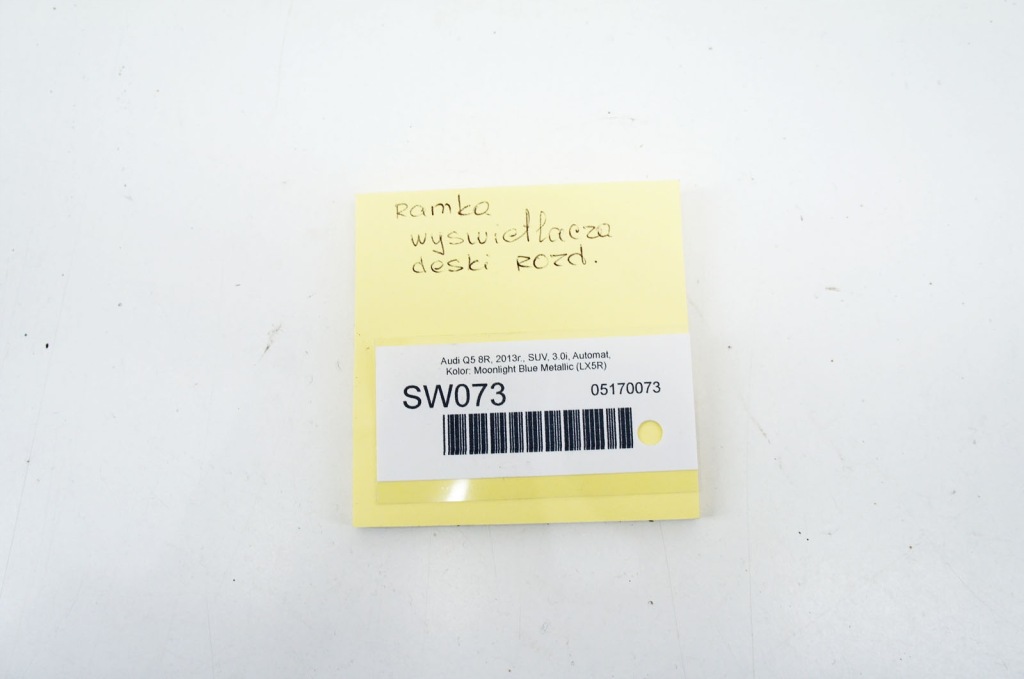 Ramka
wyswietlacza
deski Rozd.
Audi Q5 8R, 2013r., SUV, 3.0i, Automat,
Kolor: Moonlight Blue Metallic (LX5R)
SW073 05170073